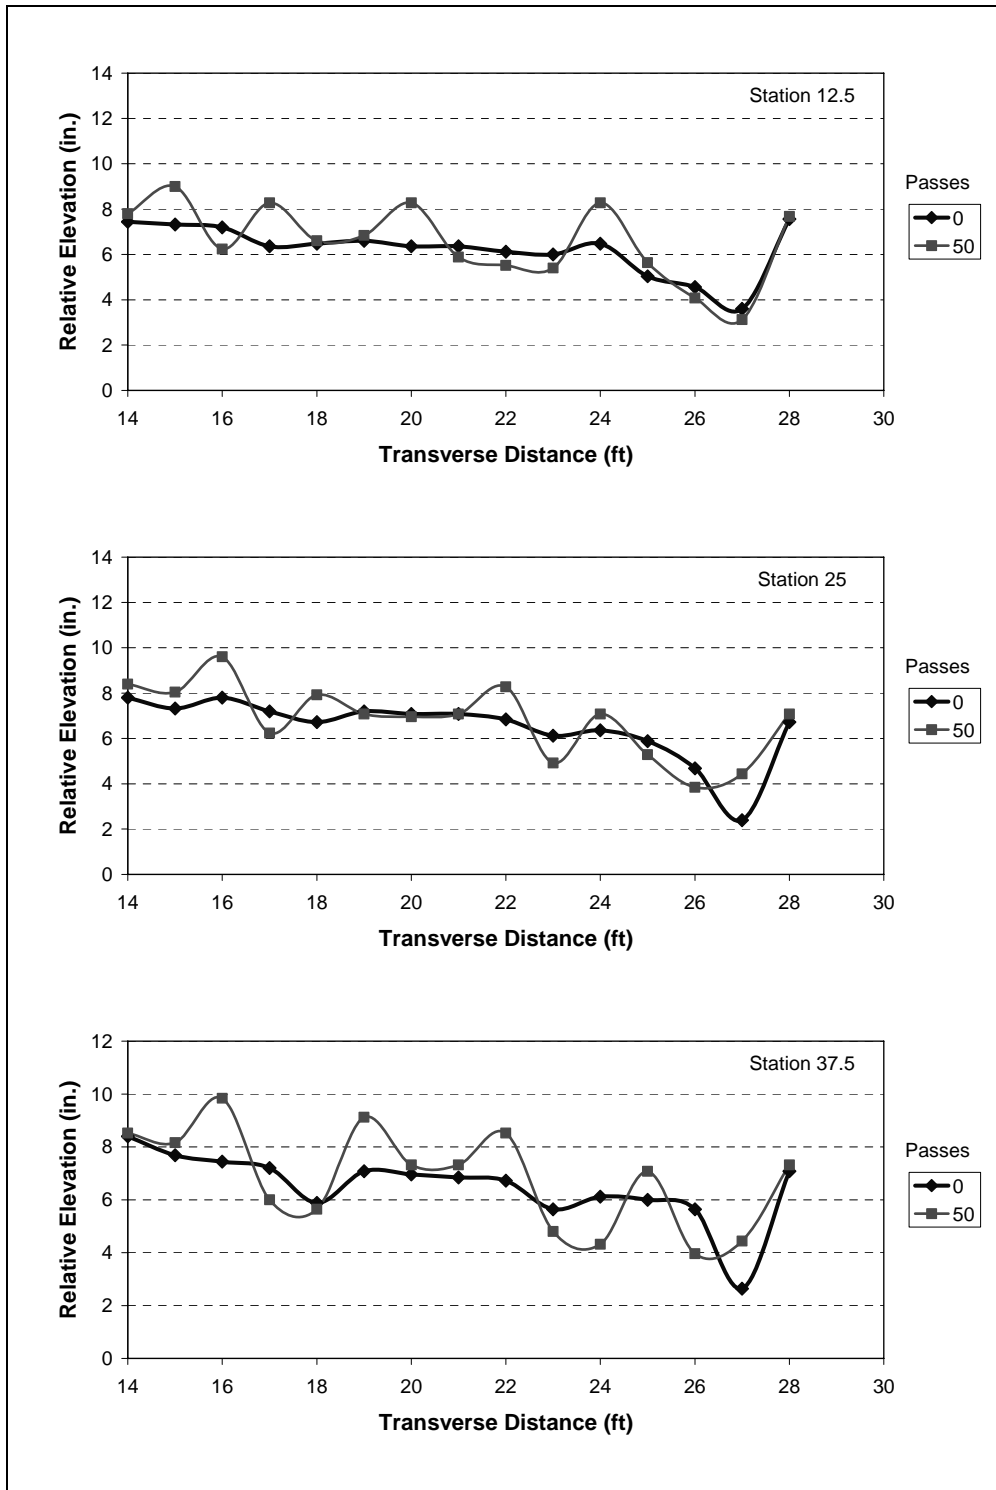 14
Station 12.5
12
10
8
6
4
2
0
Relative Elevation (in.)
14 16 18 20 22 24 26 28 30
Transverse Distance (ft)
Passes
0
50
14
Station 25
12
10
8
6
4
2
0
Relative Elevation (in.)
14 16 18 20 22 24 26 28 30
Transverse Distance (ft)
Passes
0
50
12
Station 37.5
10
8
6
4
2
0
Relative Elevation (in.)
14 16 18 20 22 24 26 28 30
Transverse Distance (ft)
Passes
0
50